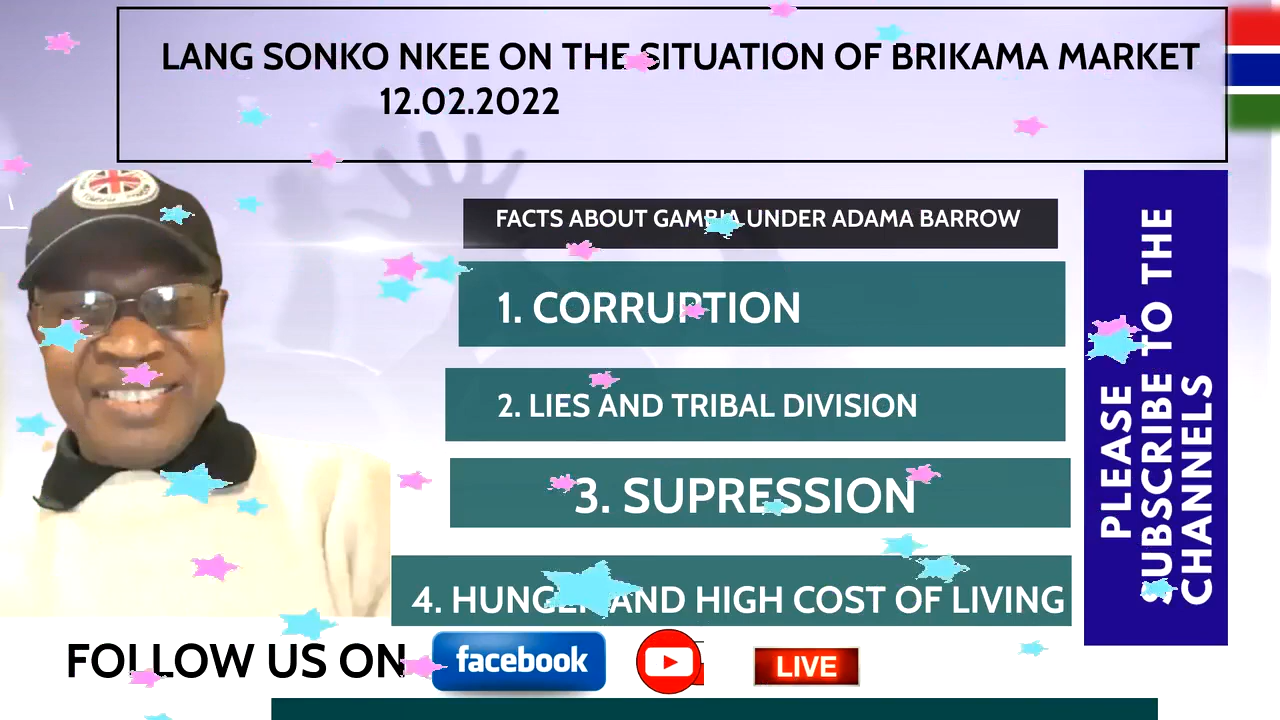 LANG SONKO NKEE ON THE SITUATION OF BRIKAMA MARKET
12.02.2022
FACTS ABOUT GAMBIA UNDER ADAMA BARROW
1. CORRUPTION
2. LIES AND TRIBAL DIVISION
3. SUPRESSION
4. HUNGER AND HIGH COST OF LIVING
PLEASE
SUBSCRIBE TO THE
CHANNELS
FOLLOW US ON
facebook
LIVE